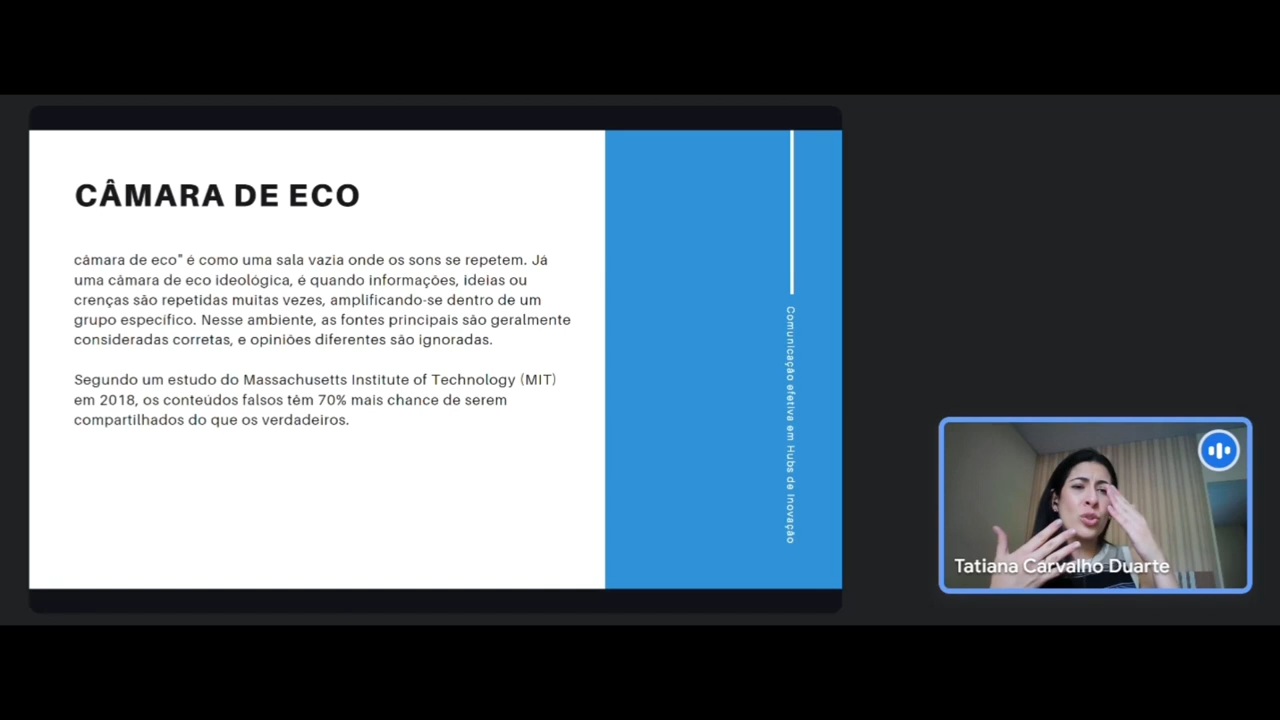 CÂMARA DE ECO
câmara de eco" é como uma sala vazia onde os sons se repetem. Já
uma câmara de eco ideológica, é quando informações, ideias ou
crenças são repetidas muitas vezes, amplificando-se dentro de um
grupo específico. Nesse ambiente, as fontes principais são geralmente
consideradas corretas, e opiniões diferentes são ignoradas.
Segundo um estudo do Massachusetts Institute of Technology (MIT)
em 2018, os conteúdos falsos têm 70% mais chance de serem
compartilhados do que os verdadeiros.
Comunicação efetiva em Hubs de Inovação
Tatiana Carvalho Duarte